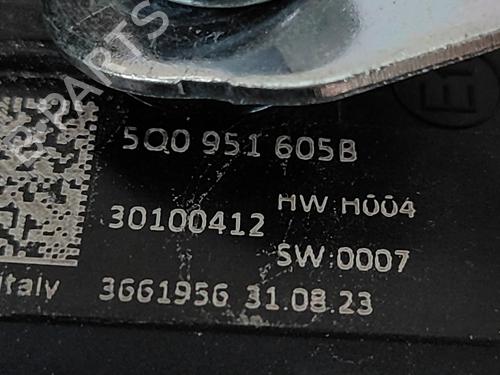 5Q0 951 605B
30100412 HW H004
SW:0007
Italy 3661956 31.08.23